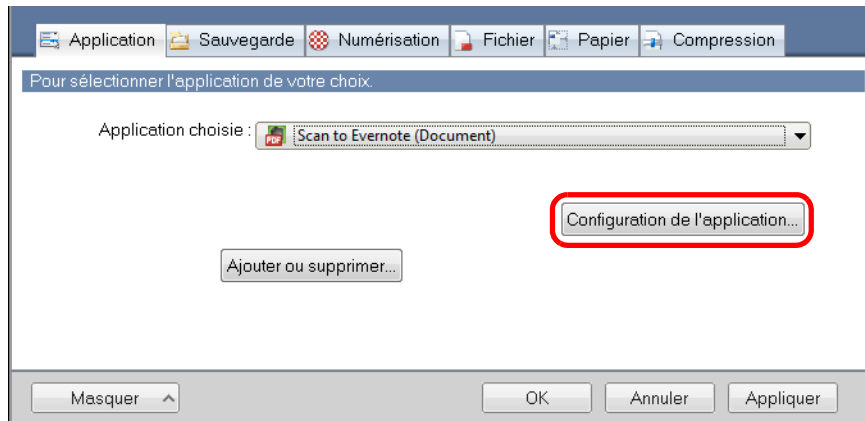 Application Sauvegarde Numérisation Fichier Papier Compression
Pour sélectionner l'application de votre choix.
Application choisie : PDF Scan to Evernote (Document)
Configuration de l'application...
Ajouter ou supprimer...
Masquer OK Annuler Appliquer